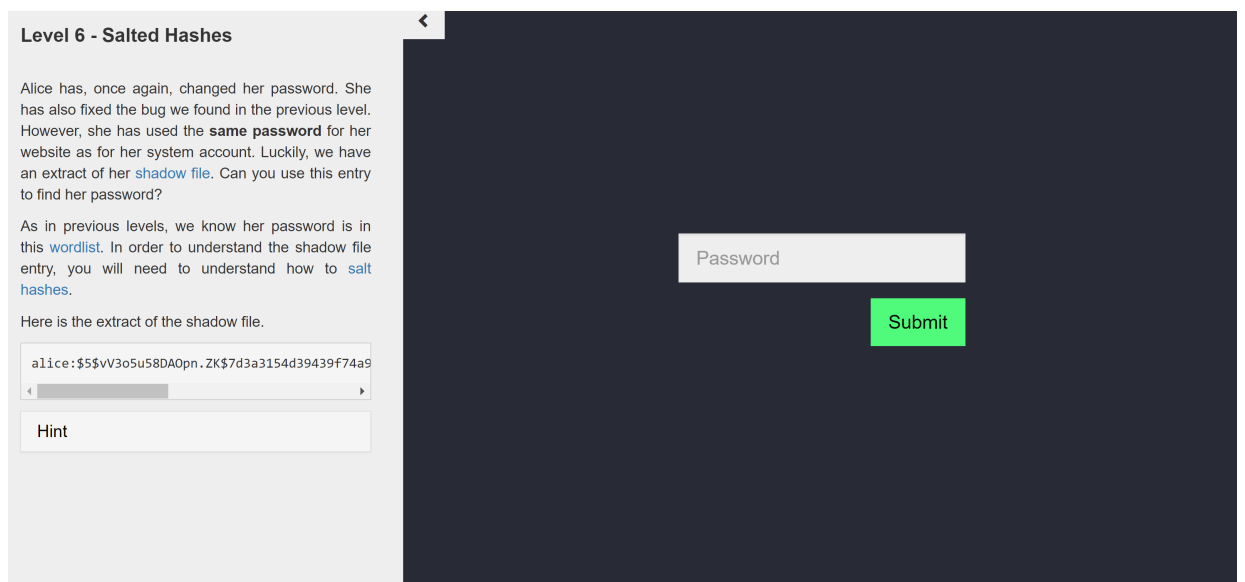 Level 6 - Salted Hashes
Alice has, once again, changed her password. She
has also fixed the bug we found in the previous level.
However, she has used the same password for her
website as for her system account. Luckily, we have
an extract of her shadow file. Can you use this entry
to find her password?
As in previous levels, we know her password is in
this wordlist. In order to understand the shadow file
entry, you will need to understand how to salt
hashes.
Here is the extract of the shadow file.
alice:$5$vV3o5u58DAOpn.ZK$7d3a3154d39439f74a9
Hint
Password
Submit